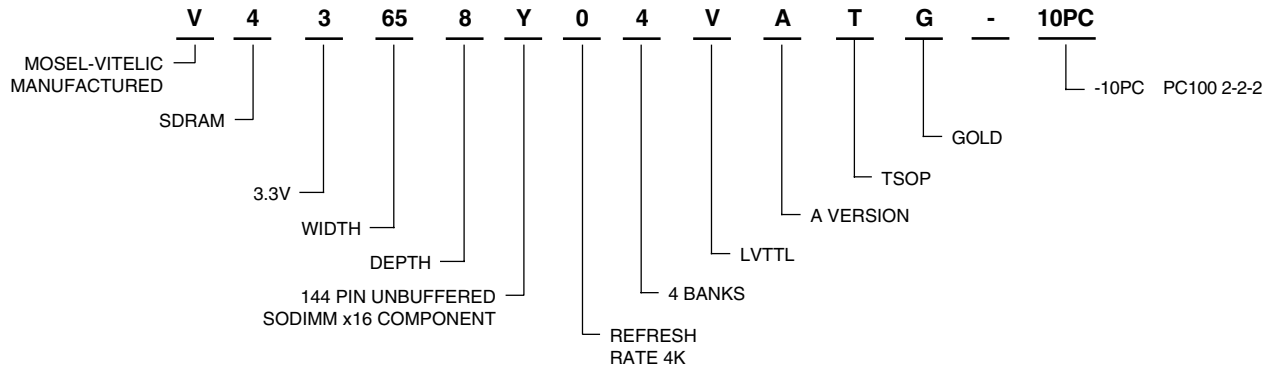 V 4 3 65 8 Y 0 4 V A T G - 10PC
MOSEL-VITELIC
MANUFACTURED
-10PC PC100 2-2-2
SDRAM
GOLD
TSOP
3.3V
A VERSION
WIDTH
LVTTL
DEPTH
144 PIN UNBUFFERED
SODIMM x16 COMPONENT
4 BANKS
REFRESH
RATE 4K